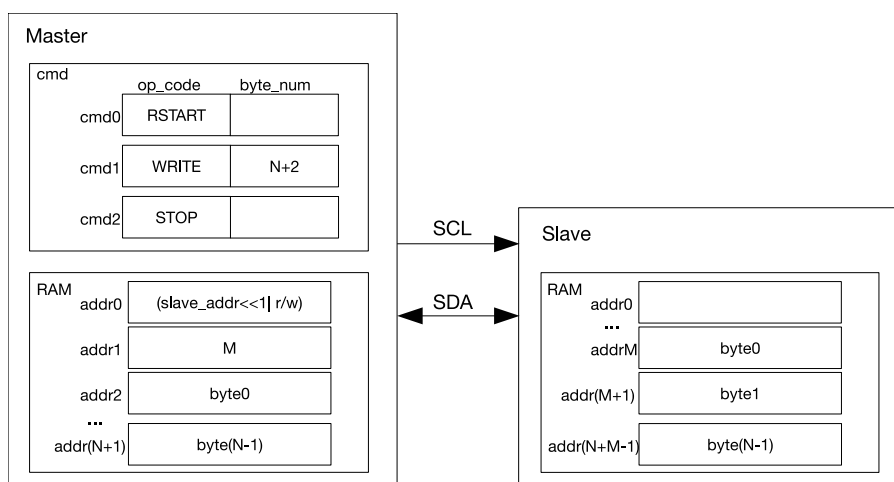 Master
cmd
op_code byte_num
cmd0 RSTART
cmd1 WRITE N+2
cmd2 STOP
RAM
addr0 (slave_addr<<1| r/w)
addr1 M
addr2 byte0
...
addr(N+1) byte(N-1)
SCL
SDA
Slave
RAM
addr0
...
addrM byte0
addr(M+1) byte1
addr(N+M-1) byte(N-1)